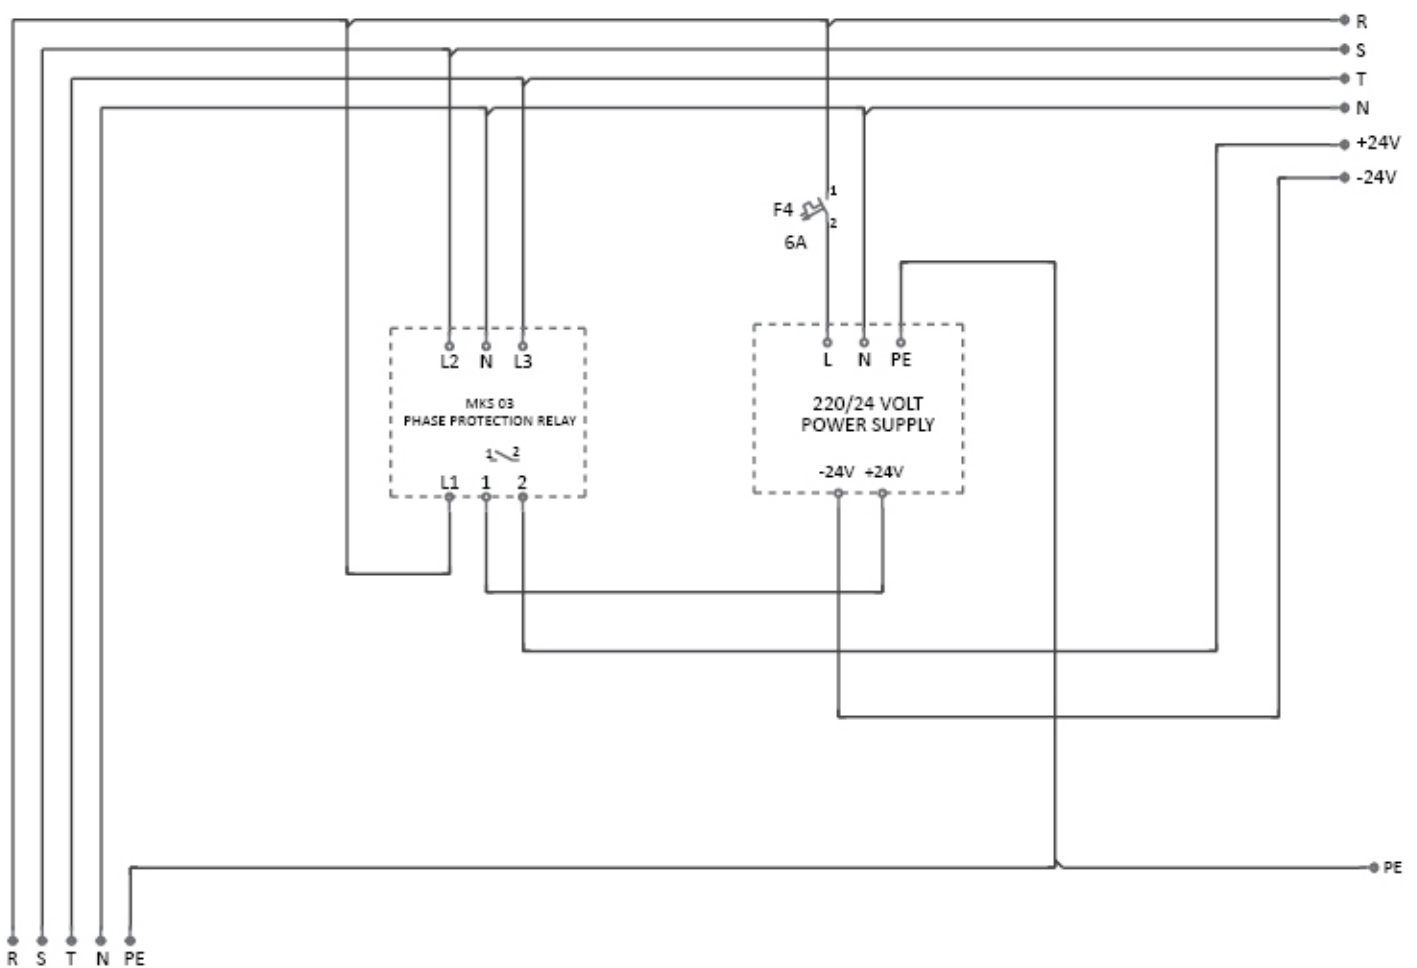 R
S
T
N
+24V
-24V
1
F4
2
6A
L2 N L3
L N PE
MKS 03
PHASE PROTECTION RELAY
220/24 VOLT
POWER SUPPLY
1 2
-24V +24V
L1 1 2
PE
R S T N PE